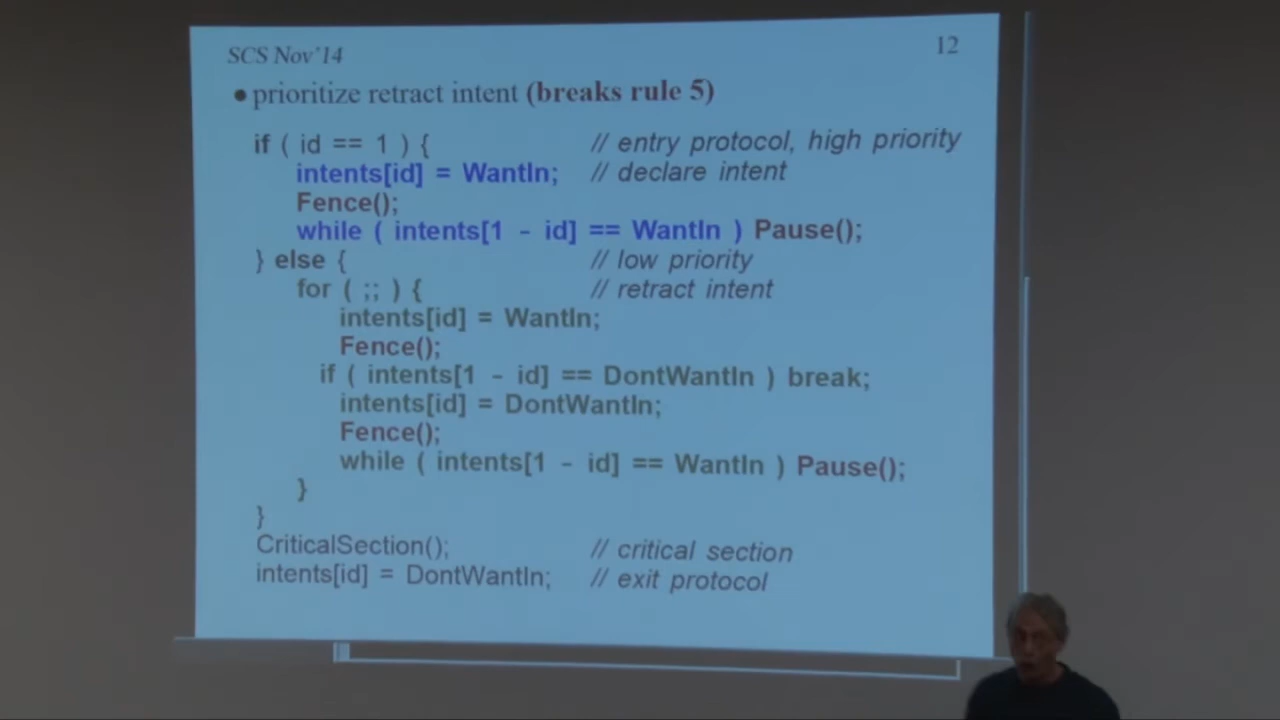 SCS Nov'14 12
• prioritize retract intent (breaks rule 5)
if ( id == 1 ) { // entry protocol, high priority
intents[id] = WantIn; // declare intent
Fence();
while ( intents[1 - id] == WantIn ) Pause();
} else { // low priority
for ( ;; ) { // retract intent
intents[id] = WantIn;
Fence();
if ( intents[1 - id] == DontWantIn ) break;
intents[id] = DontWantIn;
Fence();
while ( intents[1 - id] == WantIn ) Pause();
}
}
CriticalSection(); // critical section
intents[id] = DontWantIn; // exit protocol